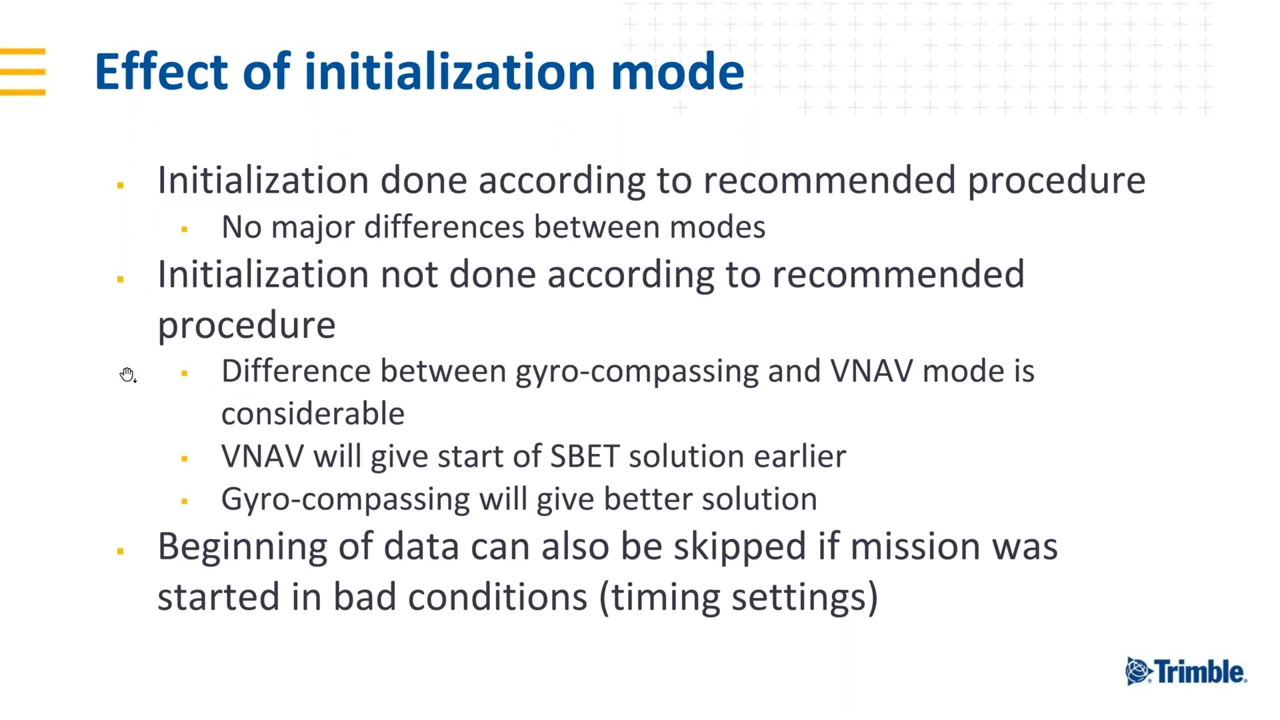 Effect of initialization mode
Initialization done according to recommended procedure
No major differences between modes
Initialization not done according to recommended
procedure
Difference between gyro-compassing and VNAV mode is
considerable
VNAV will give start of SBET solution earlier
Gyro-compassing will give better solution
Beginning of data can also be skipped if mission was
started in bad conditions (timing settings)
Trimble